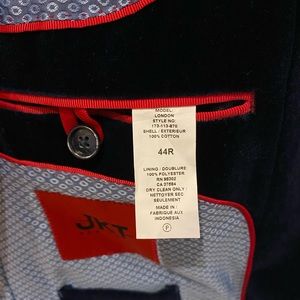 MODEL:
LONDON
STYLE NO:
SHELL / EXTERIEUR
100% COTTON
44R
LINING / DOUBLURE
100% POLYESTER
DRY CLEAN ONLY /
NETTOYER SEC
SEULEMENT
MADE IN /
FABRIQUE AUX
INDONESIA
P
JKT